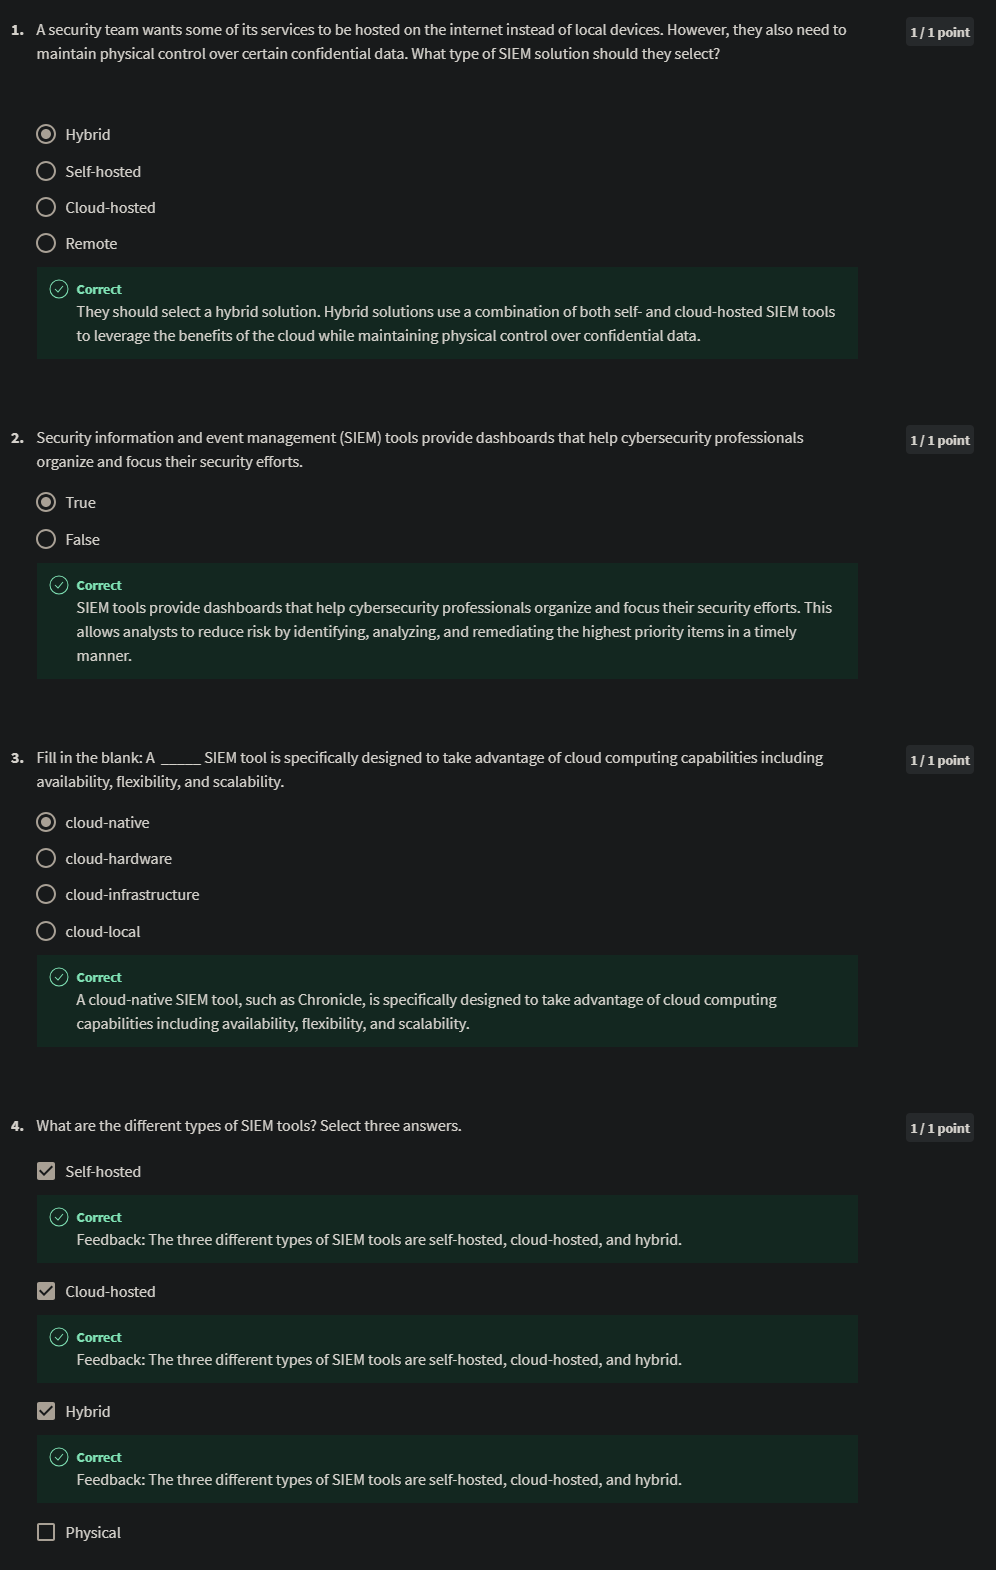 1. A security team wants some of its services to be hosted on the internet instead of local devices. However, they also need to
maintain physical control over certain confidential data. What type of SIEM solution should they select?
1 / 1 point
Hybrid
Self-hosted
Cloud-hosted
Remote
Correct
They should select a hybrid solution. Hybrid solutions use a combination of both self- and cloud-hosted SIEM tools
to leverage the benefits of the cloud while maintaining physical control over confidential data.
2. Security information and event management (SIEM) tools provide dashboards that help cybersecurity professionals
organize and focus their security efforts.
1 / 1 point
True
False
Correct
SIEM tools provide dashboards that help cybersecurity professionals organize and focus their security efforts. This
allows analysts to reduce risk by identifying, analyzing, and remediating the highest priority items in a timely
manner.
3. Fill in the blank: A _____ SIEM tool is specifically designed to take advantage of cloud computing capabilities including
availability, flexibility, and scalability.
1 / 1 point
cloud-native
cloud-hardware
cloud-infrastructure
cloud-local
Correct
A cloud-native SIEM tool, such as Chronicle, is specifically designed to take advantage of cloud computing
capabilities including availability, flexibility, and scalability.
4. What are the different types of SIEM tools? Select three answers.
1 / 1 point
Self-hosted
Correct
Feedback: The three different types of SIEM tools are self-hosted, cloud-hosted, and hybrid.
Cloud-hosted
Correct
Feedback: The three different types of SIEM tools are self-hosted, cloud-hosted, and hybrid.
Hybrid
Correct
Feedback: The three different types of SIEM tools are self-hosted, cloud-hosted, and hybrid.
Physical